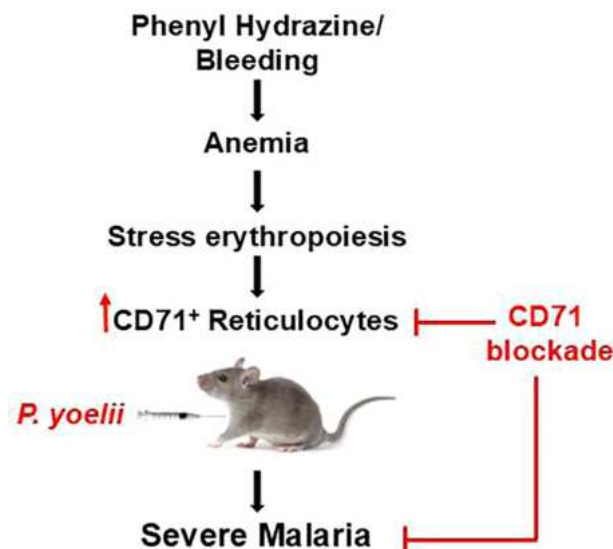 Phenyl Hydrazine/
Bleeding
Anemia
Stress erythropoiesis
CD71⁺ Reticulocytes
CD71
blockade
P. yoelii
Severe Malaria